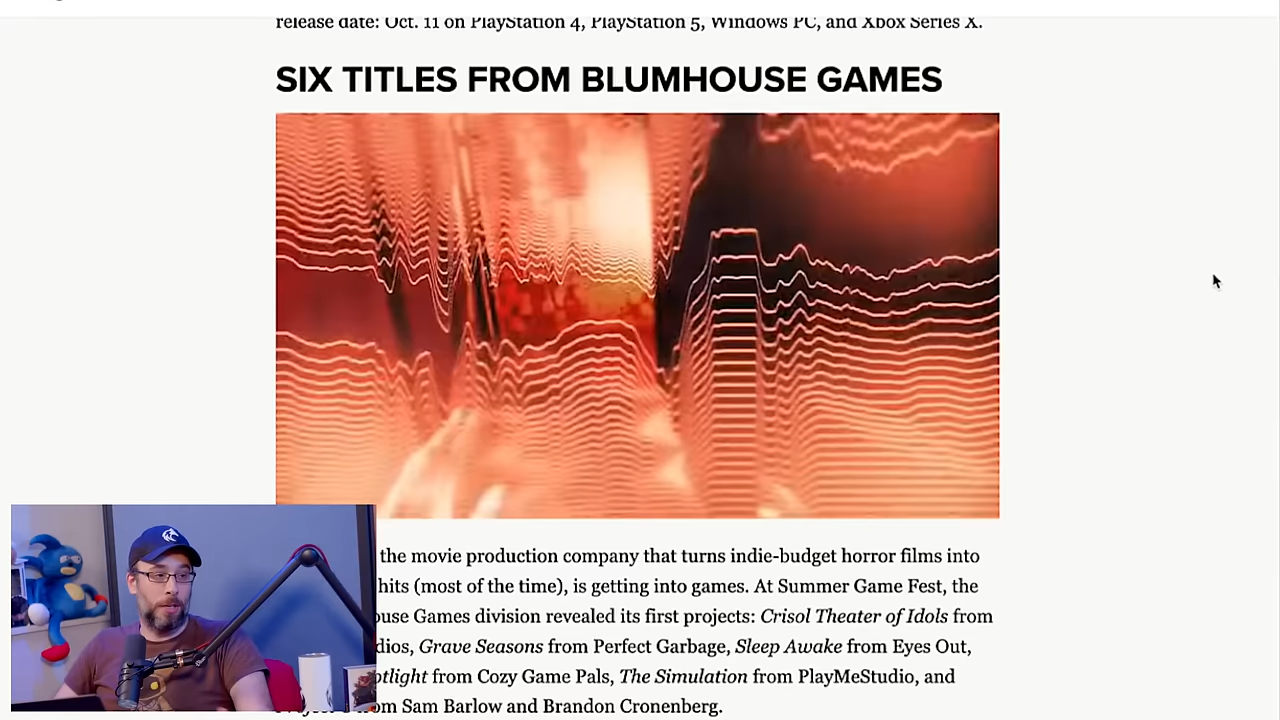 release date: Oct. 11 on PlayStation 4, PlayStation 5, Windows PC, and Xbox Series X.
SIX TITLES FROM BLUMHOUSE GAMES
the movie production company that turns indie-budget horror films into
hits (most of the time), is getting into games. At Summer Game Fest, the
ouse Games division revealed its first projects: Crisol Theater of Idols from
dios, Grave Seasons from Perfect Garbage, Sleep Awake from Eyes Out,
otlight from Cozy Game Pals, The Simulation from PlayMeStudio, and
om Sam Barlow and Brandon Cronenberg.